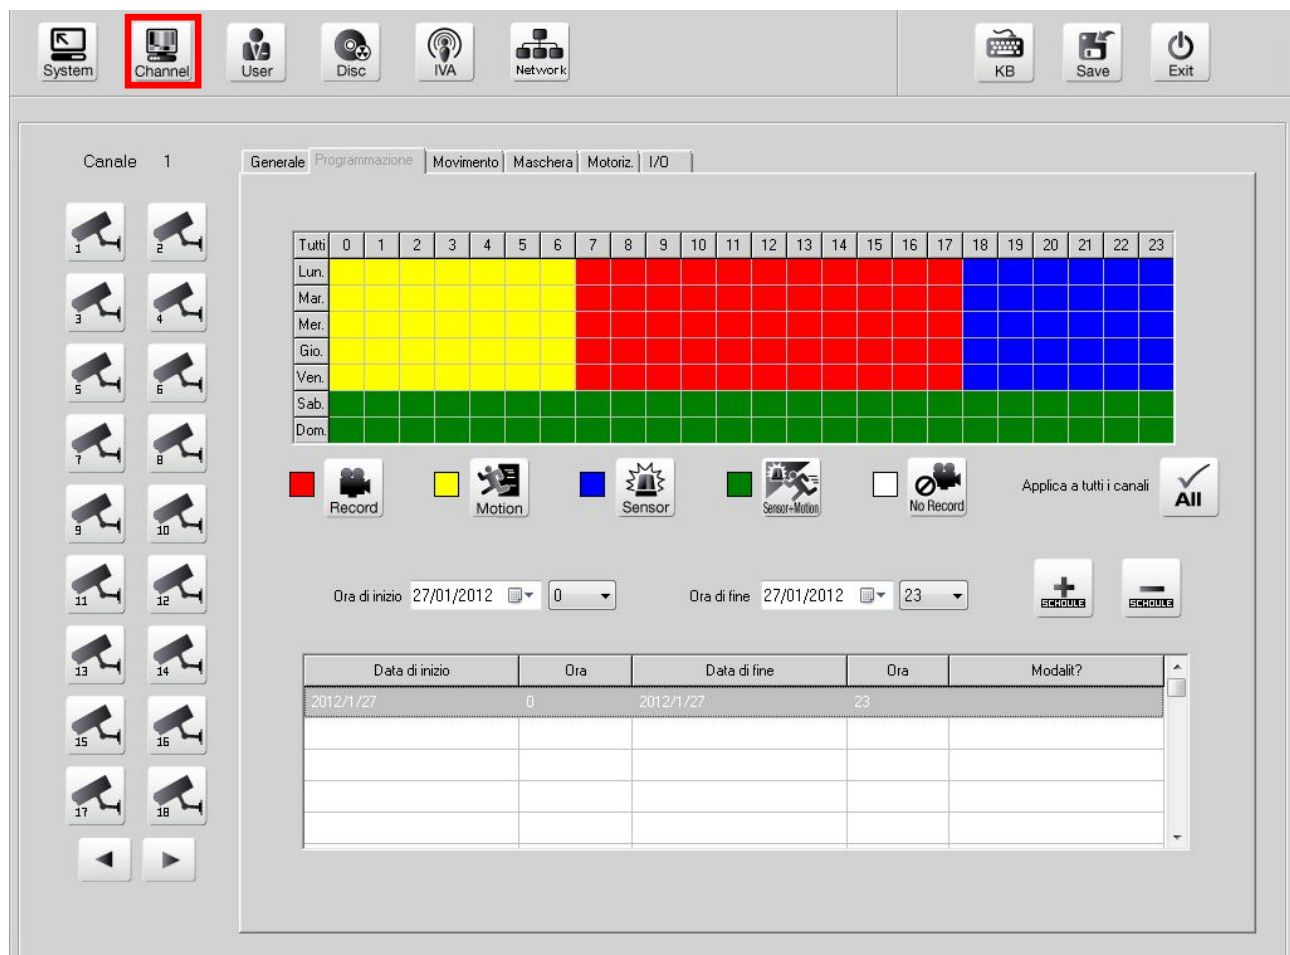 System Channel User Disc IVA Network KB Save Exit
Canale 1
Generale Programmazione Movimento Maschera Motoriz. I/O
1 2
3 4
5 6
7 8
9 10
11 12
13 14
15 16
17 18
Tutti 0 1 2 3 4 5 6 7 8 9 10 11 12 13 14 15 16 17 18 19 20 21 22 23
Lun.
Mar.
Mer.
Gio.
Ven.
Sab.
Dom.
Record Motion Sensor Sensor+Motion No Record Applica a tutti i canali All
Ora di inizio 27/01/2012 0 Ora di fine 27/01/2012 23 SCHDULE SCHDULE
Data di inizio Ora Data di fine Ora Modalit?
2012/1/27 0 2012/1/27 23